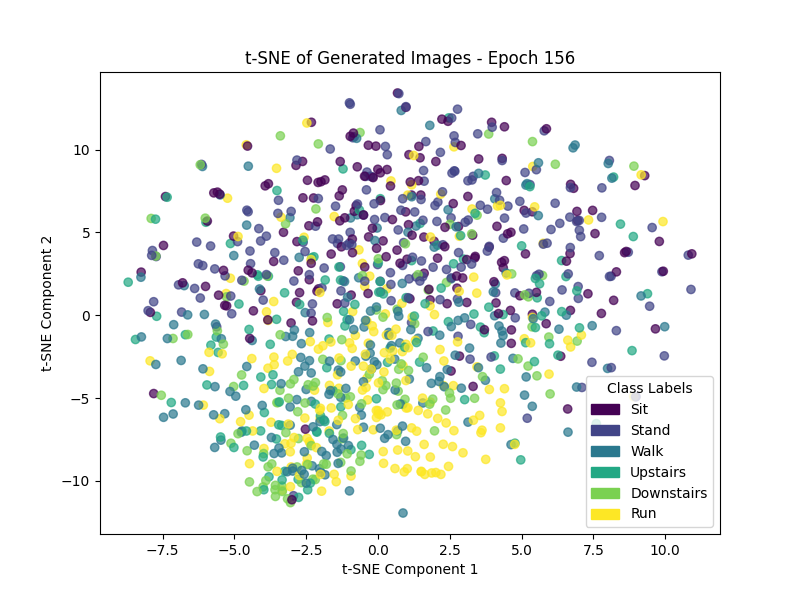 t-SNE of Generated Images - Epoch 156
t-SNE Component 2
10
5
0
−5
−10
−7.5
−5.0
−2.5
0.0
2.5
5.0
7.5
10.0
t-SNE Component 1
Class Labels
Sit
Stand
Walk
Upstairs
Downstairs
Run